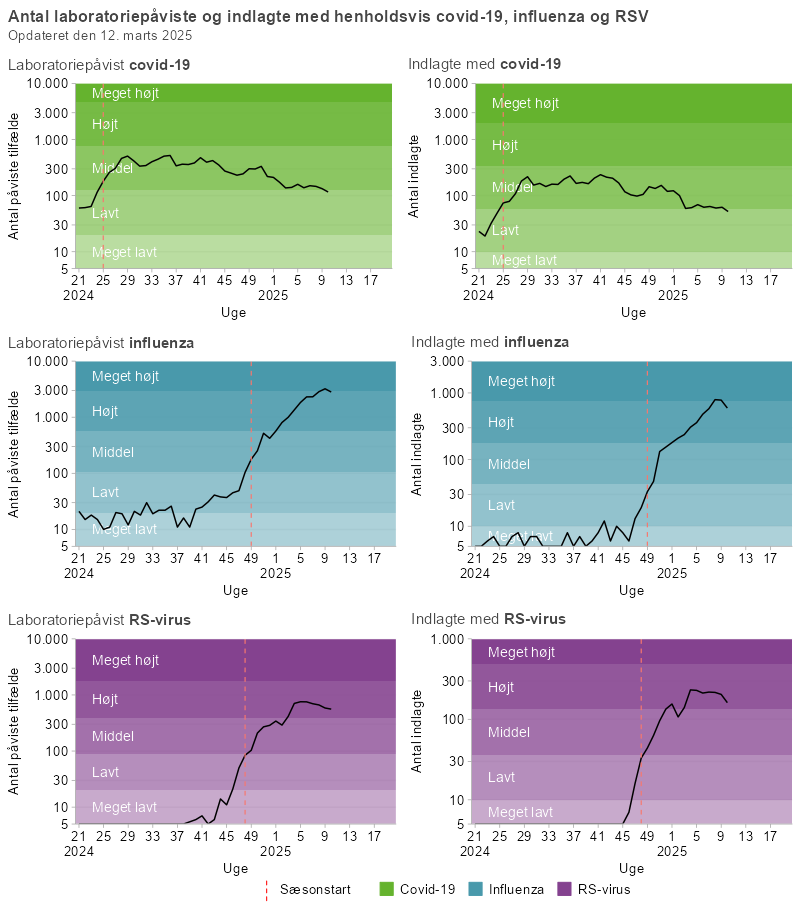 Antal laboratoriepåviste og indlagte med henholdsvis covid-19, influenza og RSV
Opdateret den 12. marts 2025
Laboratoriepåvist covid-19
Antal påviste tilfælde
10.000
3.000
1.000
300
100
30
10
5
Meget højt
Højt
Middel
Lavt
Meget lavt
21 25 29 33 37 41 45 49 1 5 9 13 17
2024 2025
Uge
Indlagte med covid-19
Antal indlagte
10.000
3.000
1.000
300
100
30
10
5
Meget højt
Højt
Middel
Lavt
Meget lavt
21 25 29 33 37 41 45 49 1 5 9 13 17
2024 2025
Uge
Laboratoriepåvist influenza
Antal påviste tilfælde
10.000
3.000
1.000
300
100
30
10
5
Meget højt
Højt
Middel
Lavt
Meget lavt
21 25 29 33 37 41 45 49 1 5 9 13 17
2024 2025
Uge
Indlagte med influenza
Antal indlagte
3.000
1.000
300
100
30
10
5
Meget højt
Højt
Middel
Lavt
Meget lavt
21 25 29 33 37 41 45 49 1 5 9 13 17
2024 2025
Uge
Laboratoriepåvist RS-virus
Antal påviste tilfælde
10.000
3.000
1.000
300
100
30
10
5
Meget højt
Højt
Middel
Lavt
Meget lavt
21 25 29 33 37 41 45 49 1 5 9 13 17
2024 2025
Uge
Indlagte med RS-virus
Antal indlagte
1.000
300
100
30
10
5
Meget højt
Højt
Middel
Lavt
Meget lavt
21 25 29 33 37 41 45 49 1 5 9 13 17
2024 2025
Uge
Sæsonstart Covid-19 Influenza RS-virus